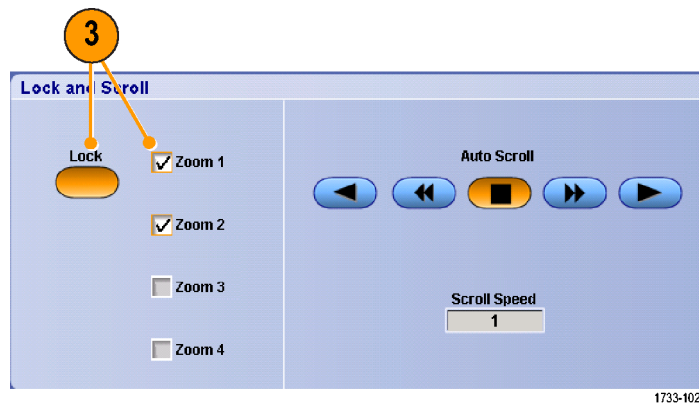 3
Lock and Scroll
Lock
Zoom 1
Zoom 2
Zoom 3
Zoom 4
Auto Scroll
Scroll Speed
1
1733-102